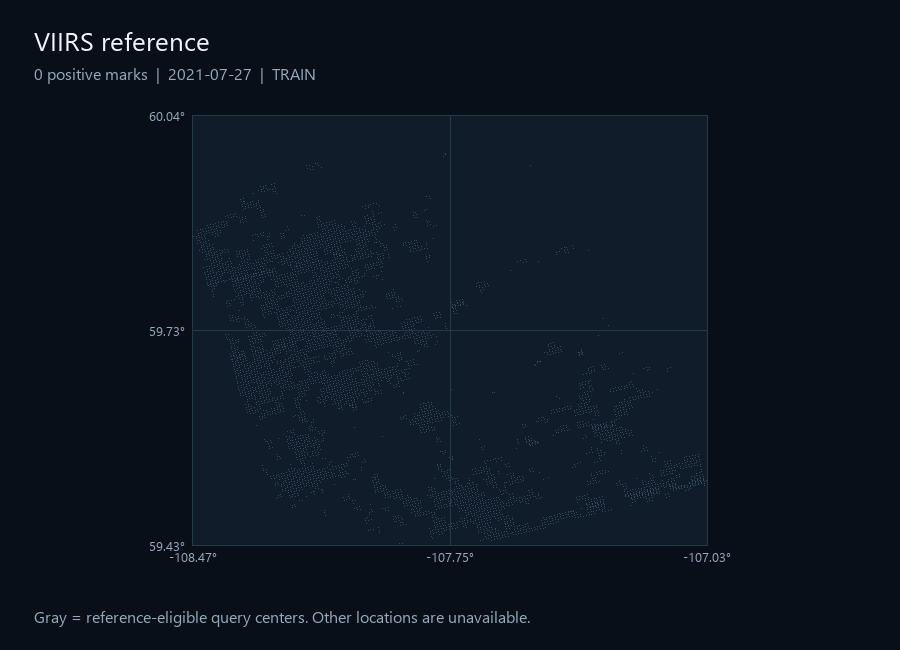 VIIRS reference
0 positive marks | 2021-07-27 | TRAIN
60.04°
59.73°
59.43°
-108.47°
-107.75°
-107.03°
Gray = reference-eligible query centers. Other locations are unavailable.